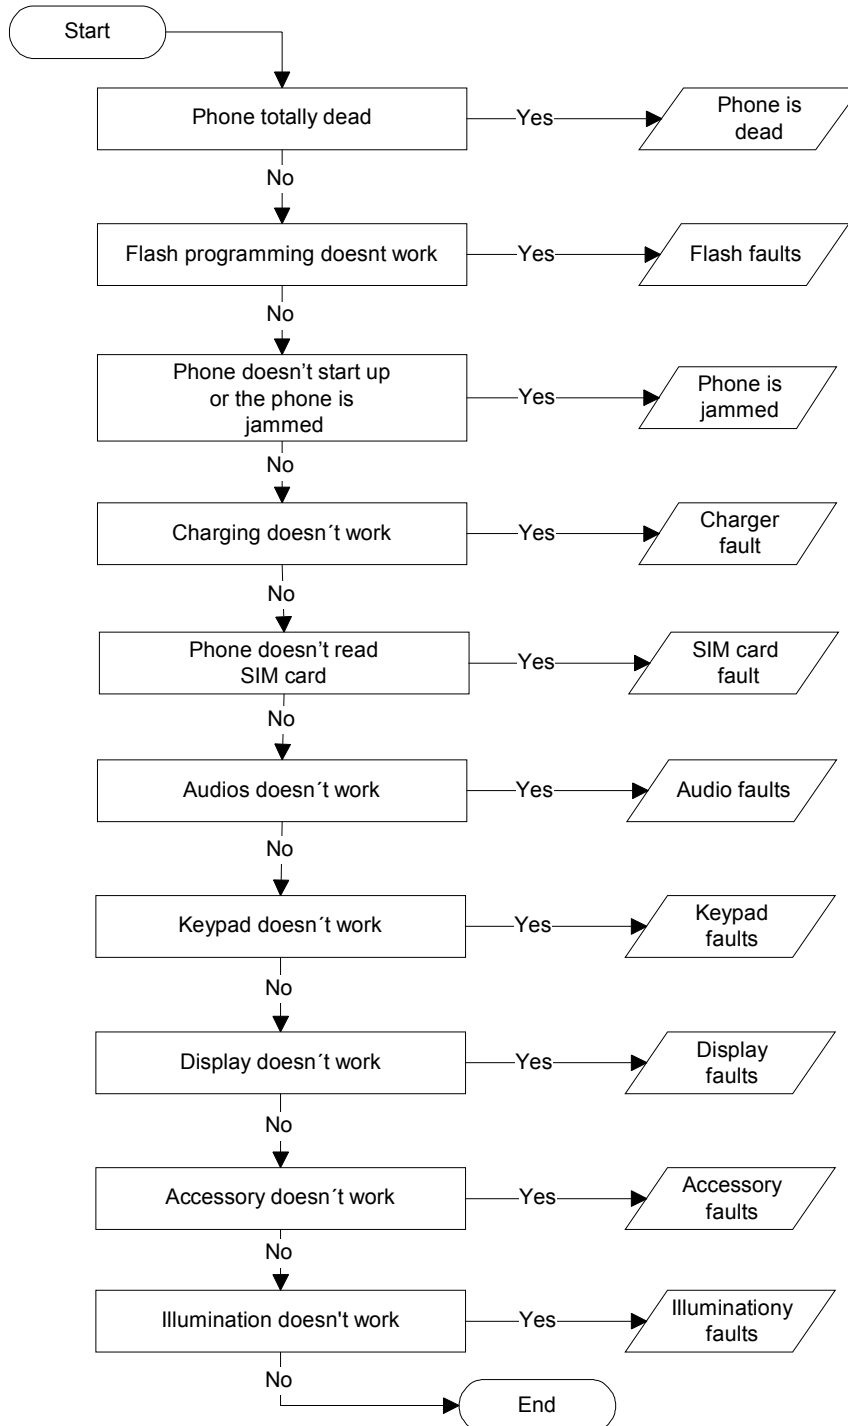 Start
Phone totally dead
Yes
Phone is
dead
No
Flash programming doesnt work
Yes
Flash faults
No
Phone doesn’t start up
or the phone is
jammed
Yes
Phone is
jammed
No
Charging doesn´t work
Yes
Charger
fault
No
Phone doesn’t read
SIM card
Yes
SIM card
fault
No
Audios doesn´t work
Yes
Audio faults
No
Keypad doesn´t work
Yes
Keypad
faults
No
Display doesn´t work
Yes
Display
faults
No
Accessory doesn´t work
Yes
Accessory
faults
No
Illumination doesn't work
Yes
Illuminationy
faults
No
End